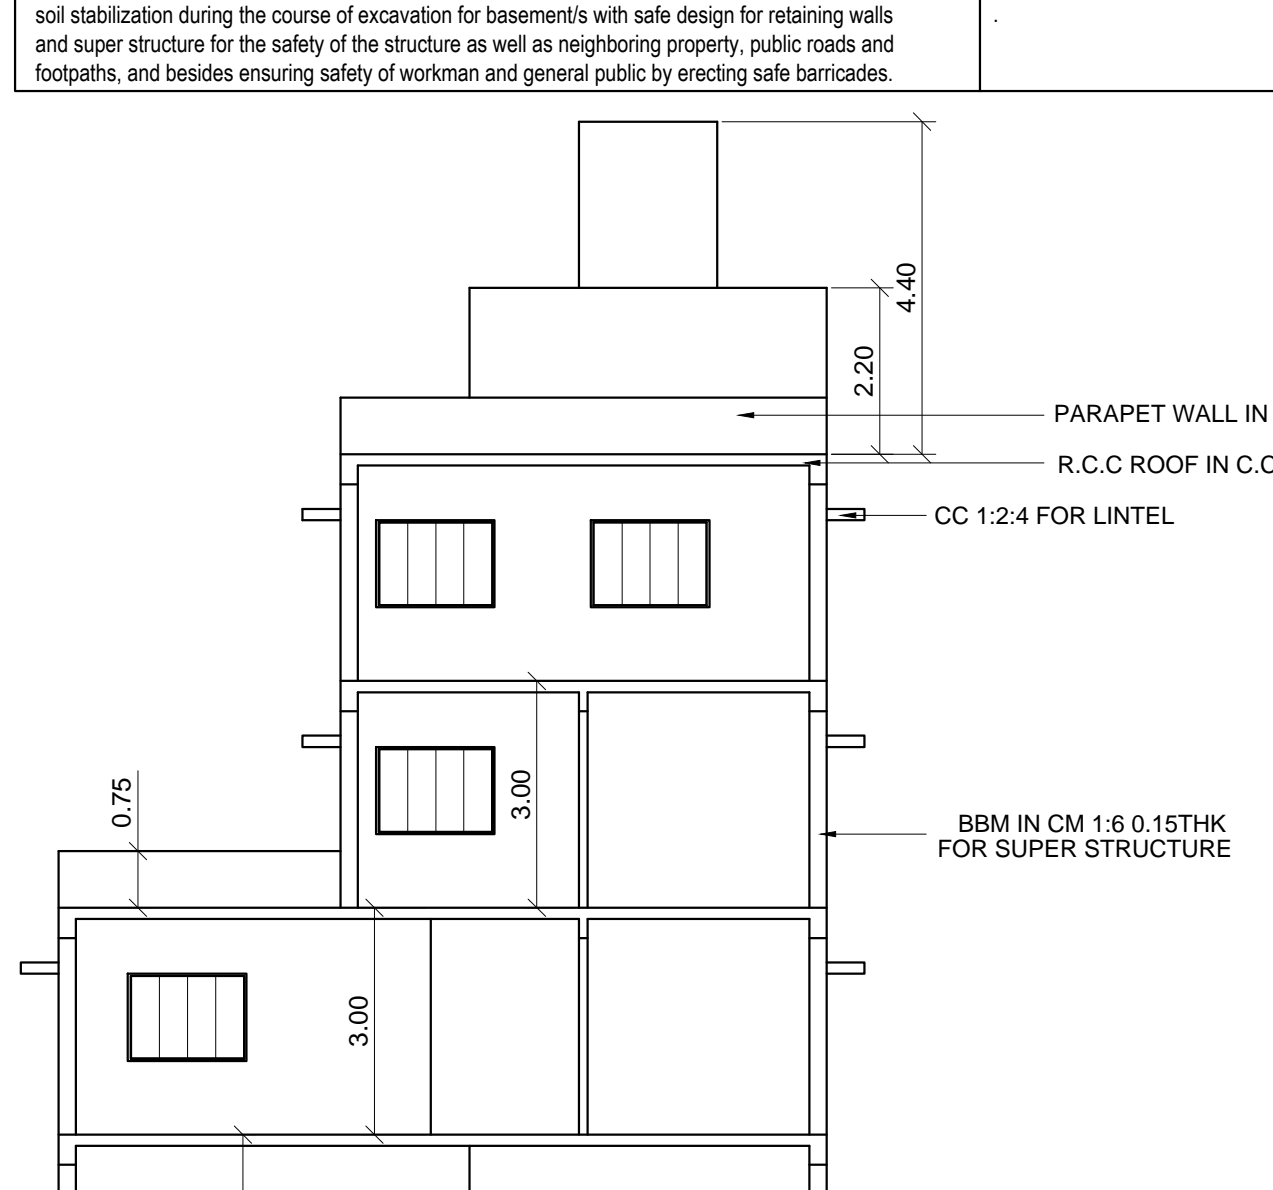 soil stabilization during the course of excavation for basement/s with safe design for retaining walls
and super structure for the safety of the structure as well as neighboring property, public roads and
footpaths, and besides ensuring safety of workman and general public by erecting safe barricades.
.
4.40
2.20
PARAPET WALL IN
R.C.C ROOF IN C.C
CC 1:2:4 FOR LINTEL
0.75
3.00
BBM IN CM 1:6 0.15THK
FOR SUPER STRUCTURE
3.00